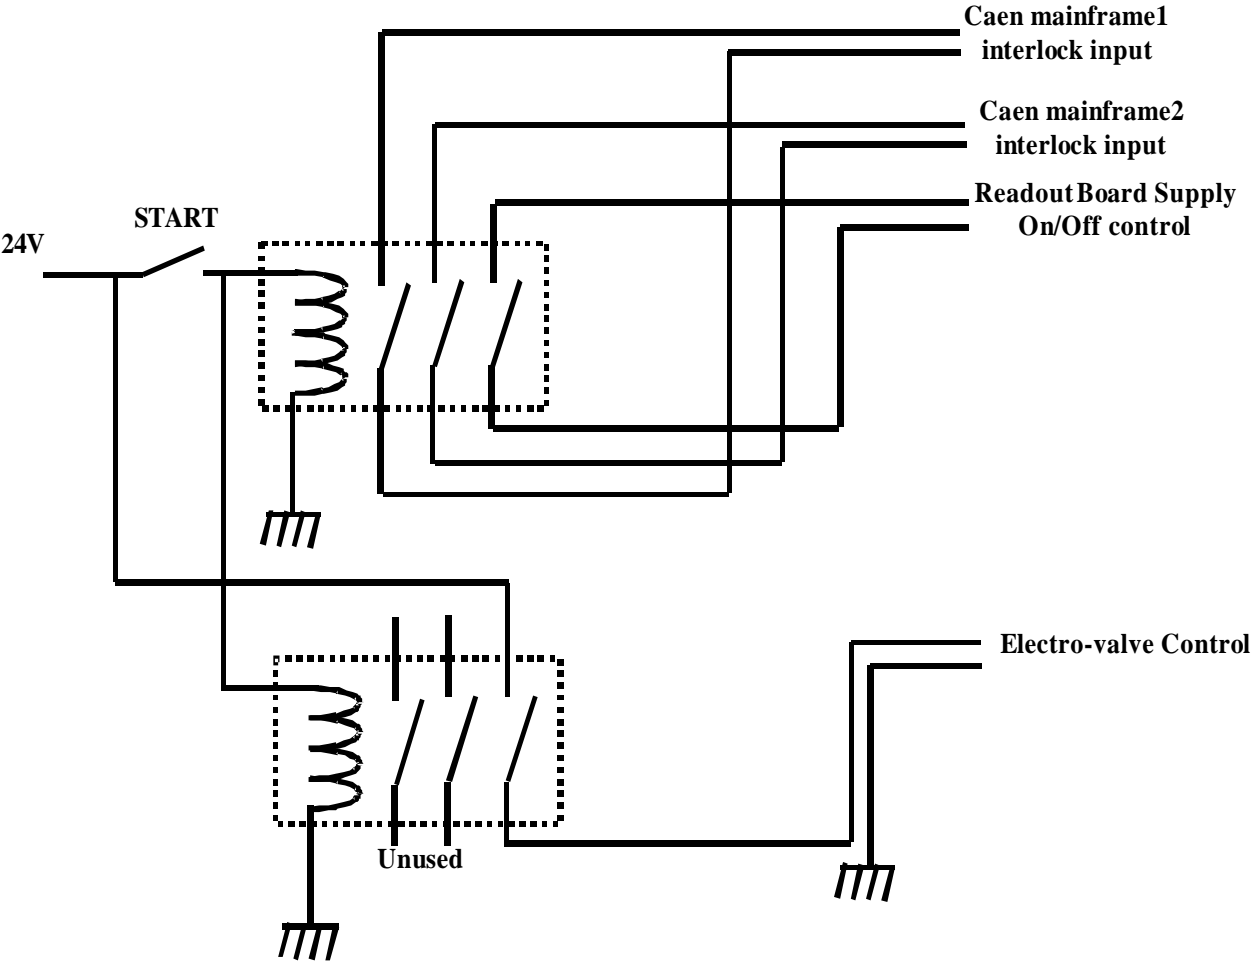 Caen mainframe1
interlock input
Caen mainframe2
interlock input
Readout Board Supply
On/Off control
START
24V
Electro-valve Control
Unused